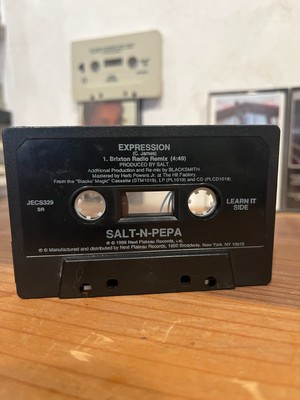 EXPRESSION
(C. James)
1. Brixton Radio Remix (4:49)
PRODUCED BY SALT
Additional Production and Re-mix by BLACKSMITH
Mastered by Herb Powers Jr. at The Hit Factory
From the "Blacks' Magic" Cassette (STM1019), LP (PL1019) and CD (PLCD1019)
JECS329
SR
LEARN IT
SIDE
SALT-N-PEPA
Next Plateau Records, Inc.
Manufactured and distributed by Next Plateau Records, 1650 Broadway, New York, NY 10019